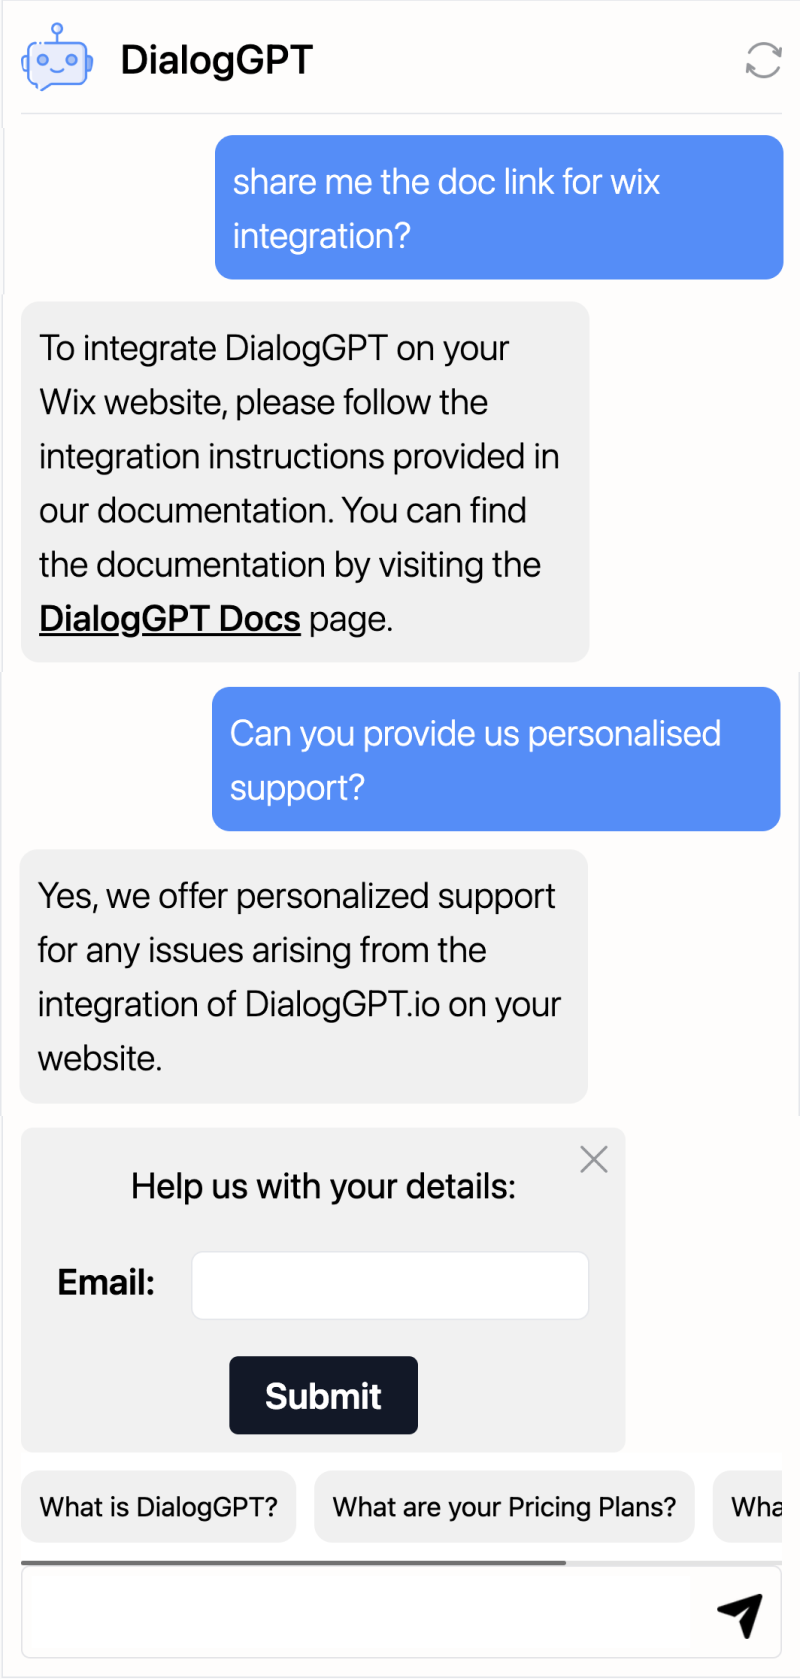 DialogGPT
share me the doc link for wix
integration?
To integrate DialogGPT on your
Wix website, please follow the
integration instructions provided in
our documentation. You can find
the documentation by visiting the
DialogGPT Docs page.
Can you provide us personalised
support?
Yes, we offer personalized support
for any issues arising from the
integration of DialogGPT.io on your
website.
Help us with your details:
Email:
Submit
What is DialogGPT?
What are your Pricing Plans?